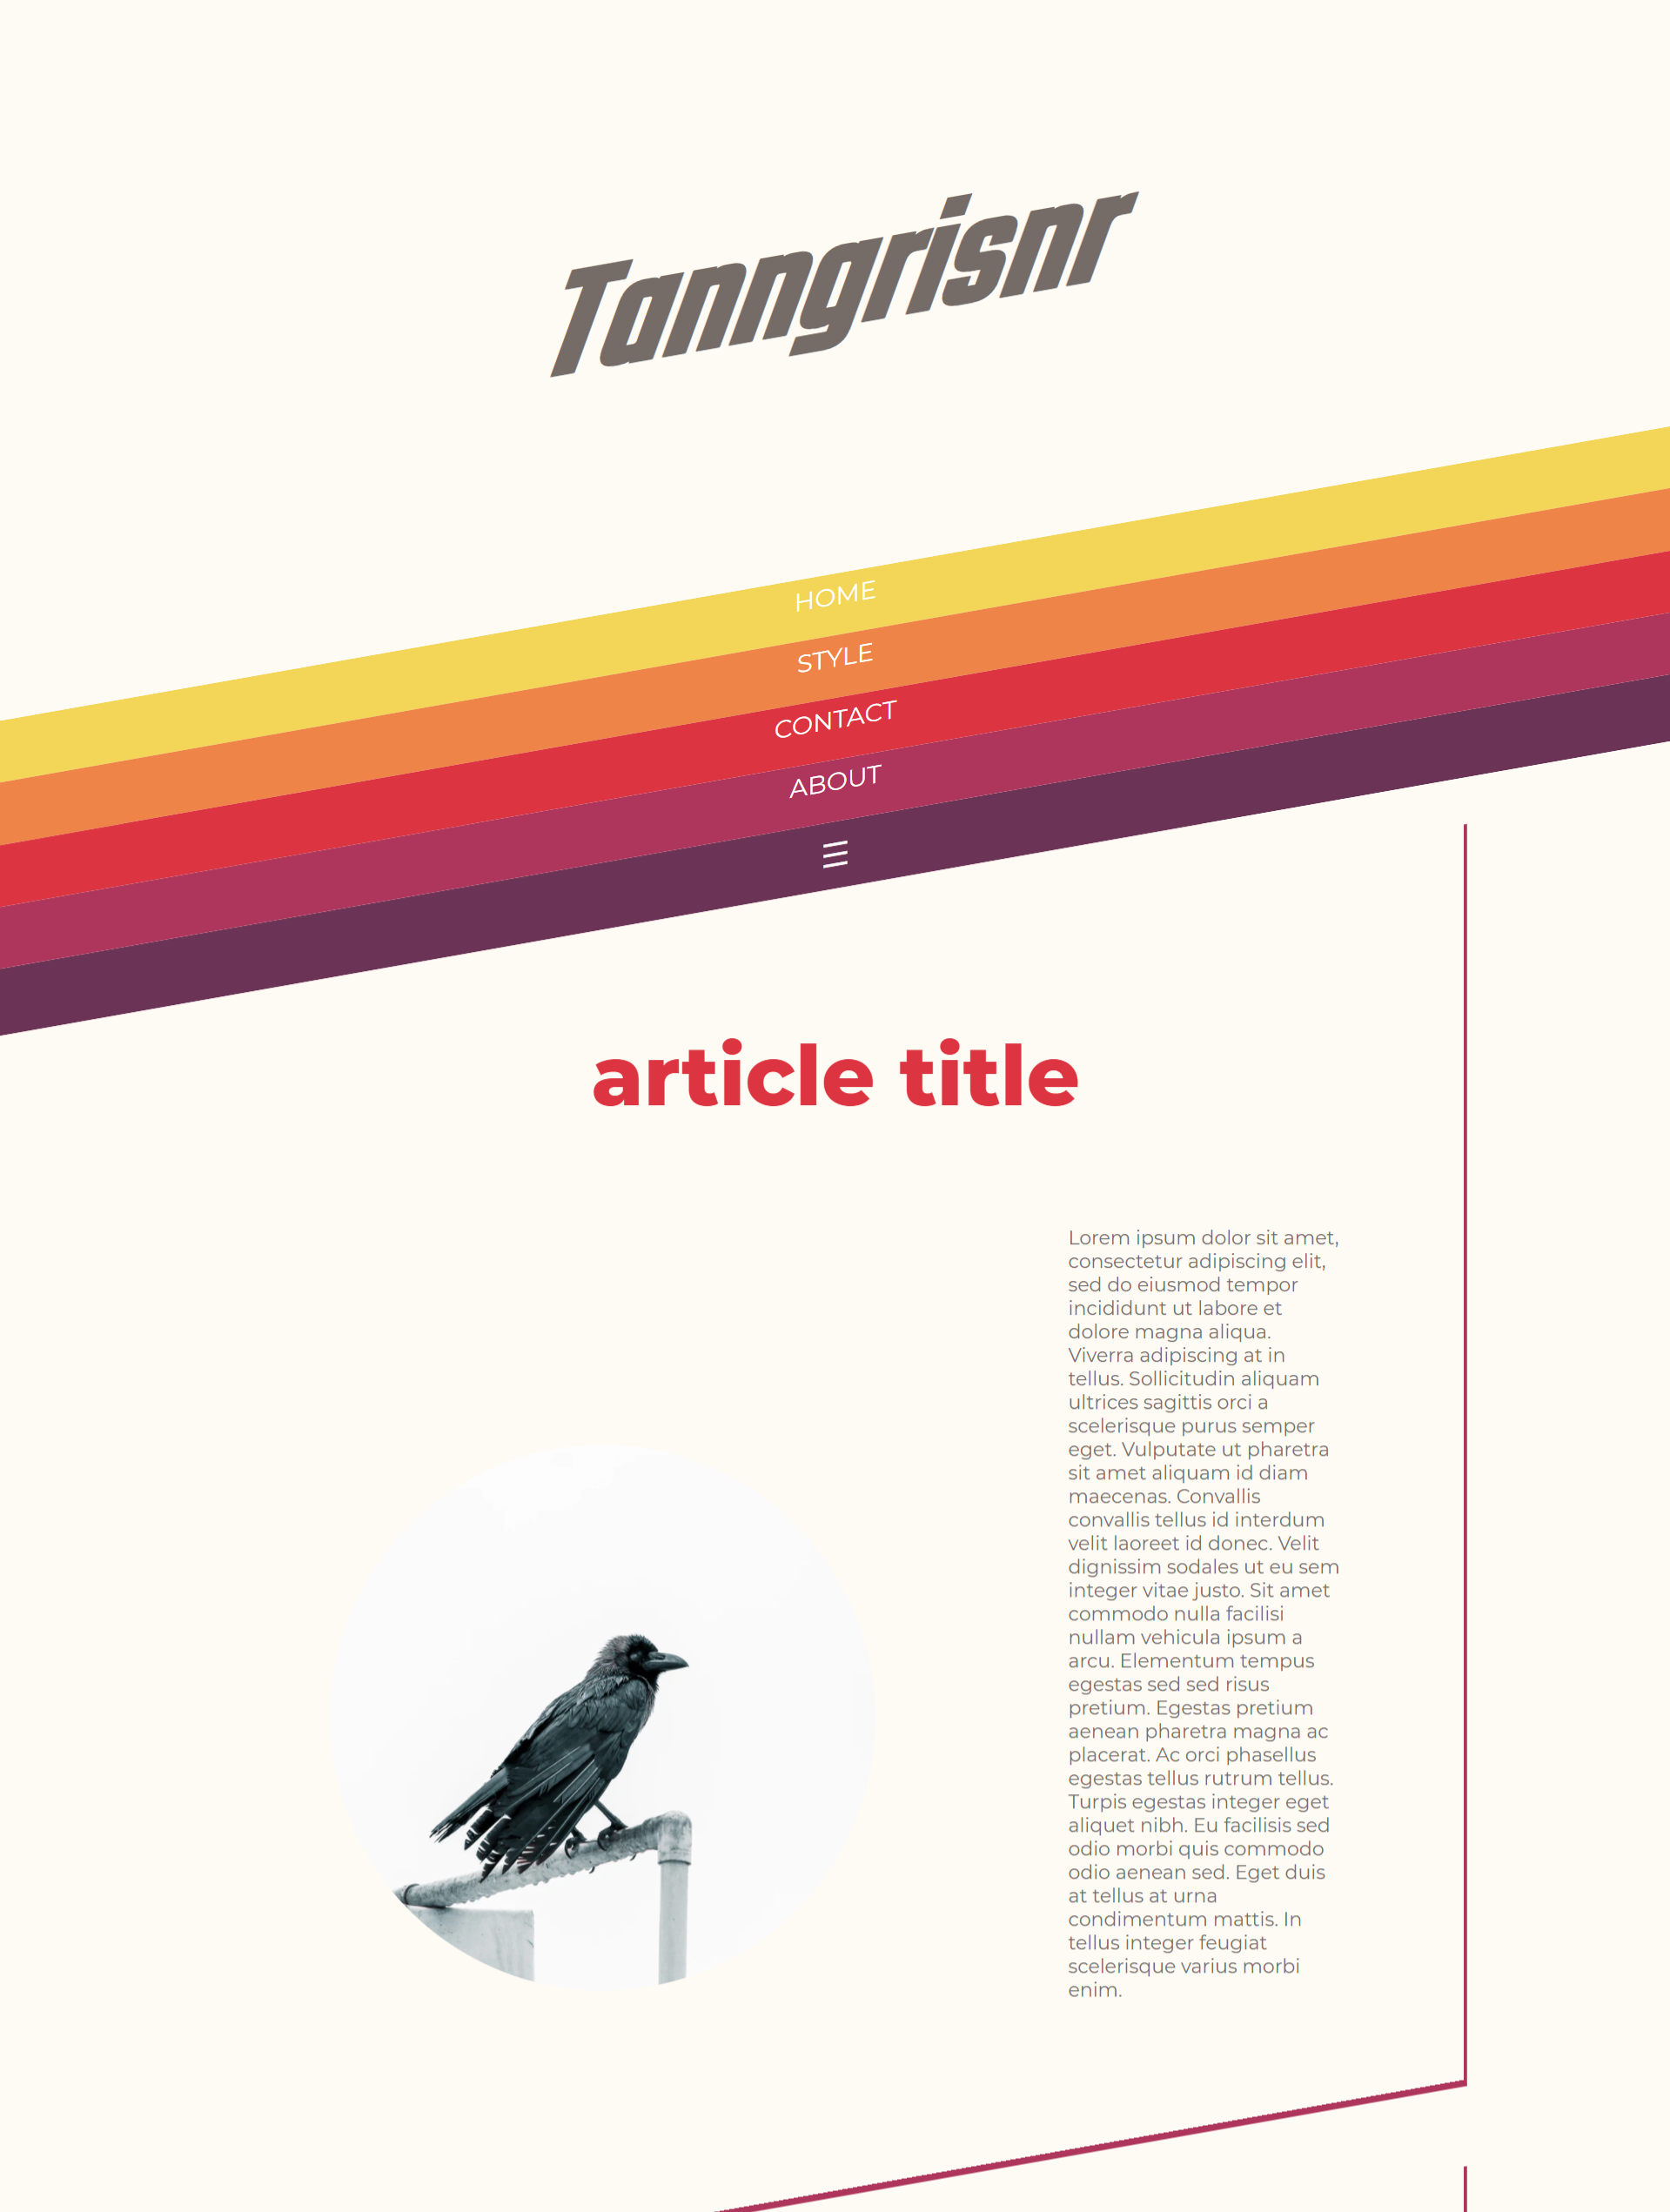 Tanngrisnr
HOME
STYLE
CONTACT
ABOUT
article title
Lorem ipsum dolor sit amet,
consectetur adipiscing elit,
sed do eiusmod tempor
incididunt ut labore et
dolore magna aliqua.
Viverra adipiscing at in
tellus. Sollicitudin aliquam
ultrices sagittis orci a
scelerisque purus semper
eget. Vulputate ut pharetra
sit amet aliquam id diam
maecenas. Convallis
convallis tellus id interdum
velit laoreet id donec. Velit
dignissim sodales ut eu sem
integer vitae justo. Sit amet
commodo nulla facilisi
nullam vehicula ipsum a
arcu. Elementum tempus
egestas sed sed risus
pretium. Egestas pretium
aenean pharetra magna ac
placerat. Ac orci phasellus
egestas tellus rutrum tellus.
Turpis egestas integer eget
aliquet nibh. Eu facilisis sed
odio morbi quis commodo
odio aenean sed. Eget duis
at tellus at urna
condimentum mattis. In
tellus integer feugiat
scelerisque varius morbi
enim.